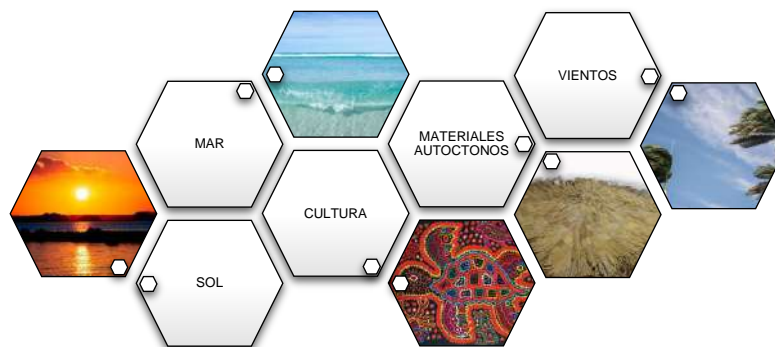 VIENTOS
MAR
MATERIALES
AUTOCTONOS
CULTURA
SOL